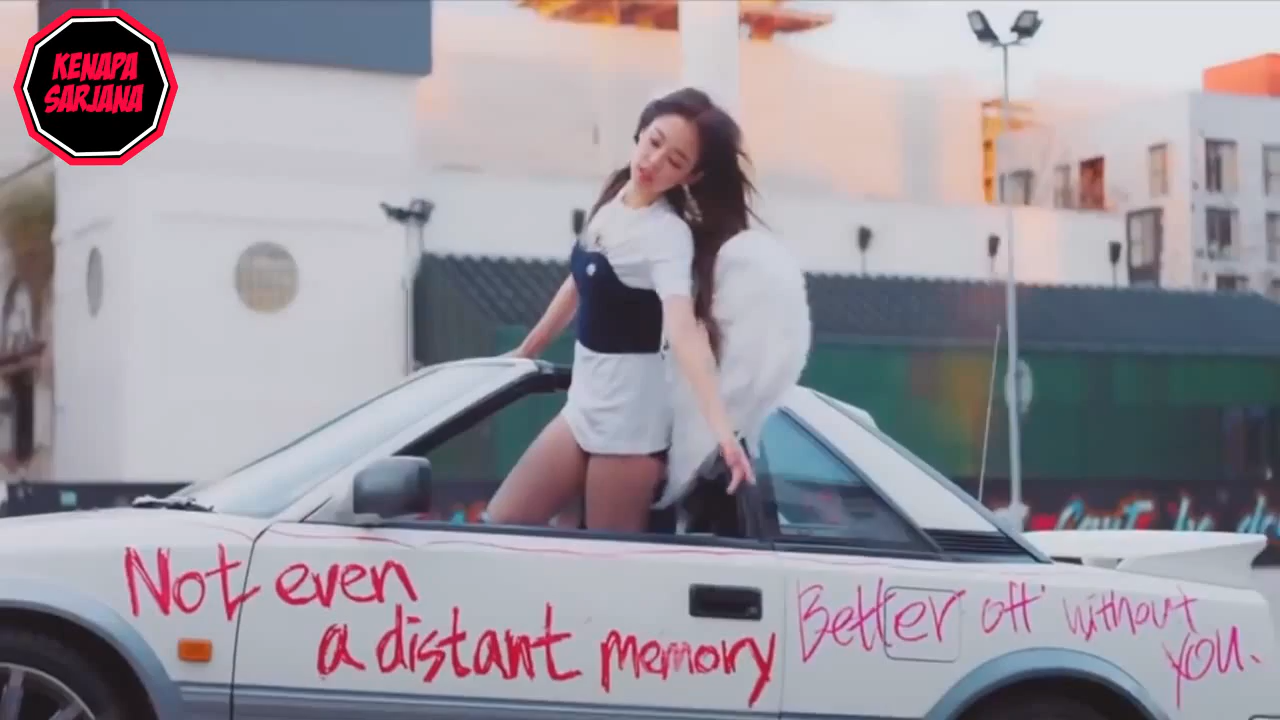 KENAPA
SARJANA
Not even
a distant memory
Better off without
you.